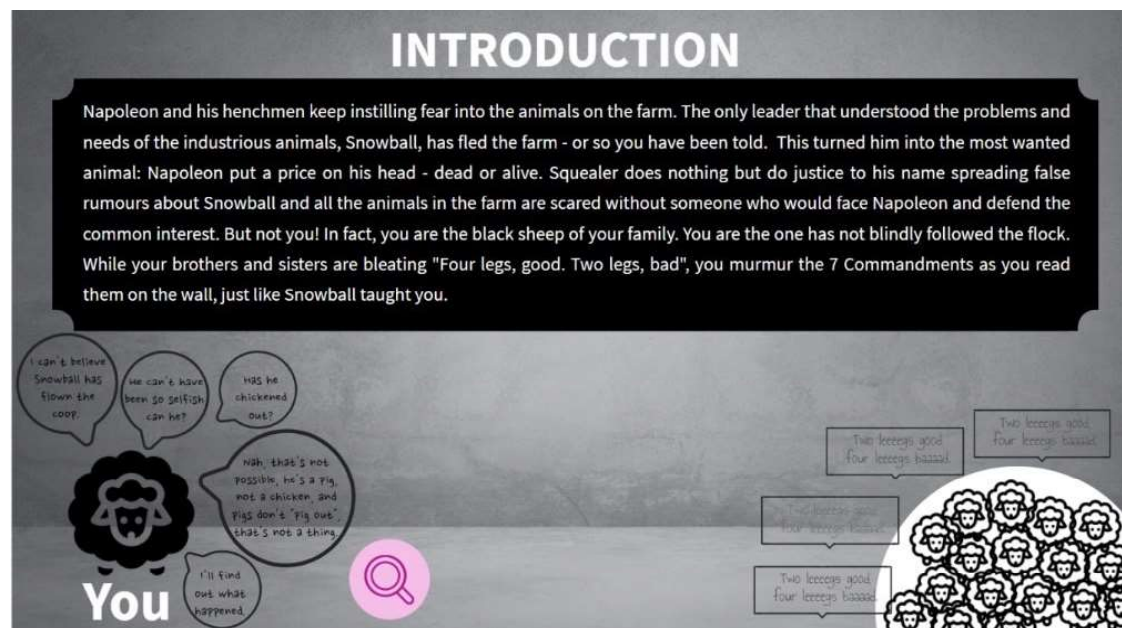 INTRODUCTION
Napoleon and his henchmen keep instilling fear into the animals on the farm. The only leader that understood the problems and
needs of the industrious animals, Snowball, has fled the farm - or so you have been told. This turned him into the most wanted
animal: Napoleon put a price on his head - dead or alive. Squealer does nothing but do justice to his name spreading false
rumours about Snowball and all the animals in the farm are scared without someone who would face Napoleon and defend the
common interest. But not you! In fact, you are the black sheep of your family. You are the one has not blindly followed the flock.
While your brothers and sisters are bleating "Four legs, good. Two legs, bad", you murmur the 7 Commandments as you read
them on the wall, just like Snowball taught you.
I can't believe
Snowball has
flown the
coop.
He can't have
been so selfish
can he?
Has he
chickened
out?
Nah, that's not
possible, he's a pig,
not a chicken, and
pigs don't "pig out",
that's not a thing.
I'll find
out what
happened.
You
Two leeeegs good,
four leeeegs baaaad.
Two leeeegs good
four leeeegs baaaad.
Two leeeegs good
four leeeegs baaaad.
Two leeeegs good
four leeeegs baaaad.